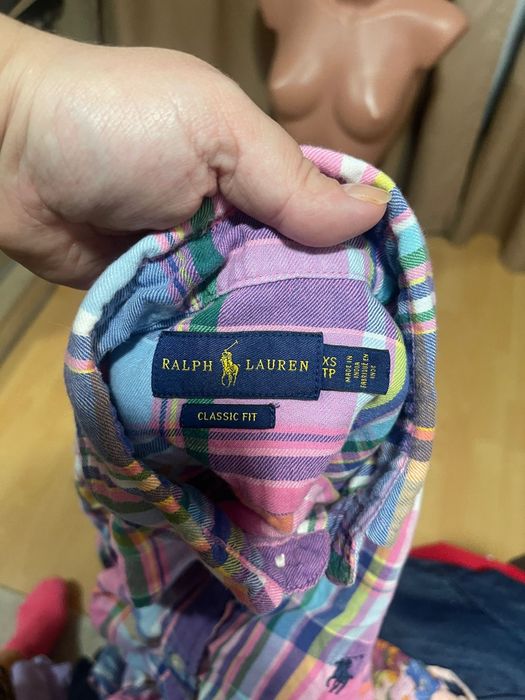 RALPH LAUREN
XS
TP
MADE IN
INDIA
FABRIQUÉ EN
INDE
CLASSIC FIT